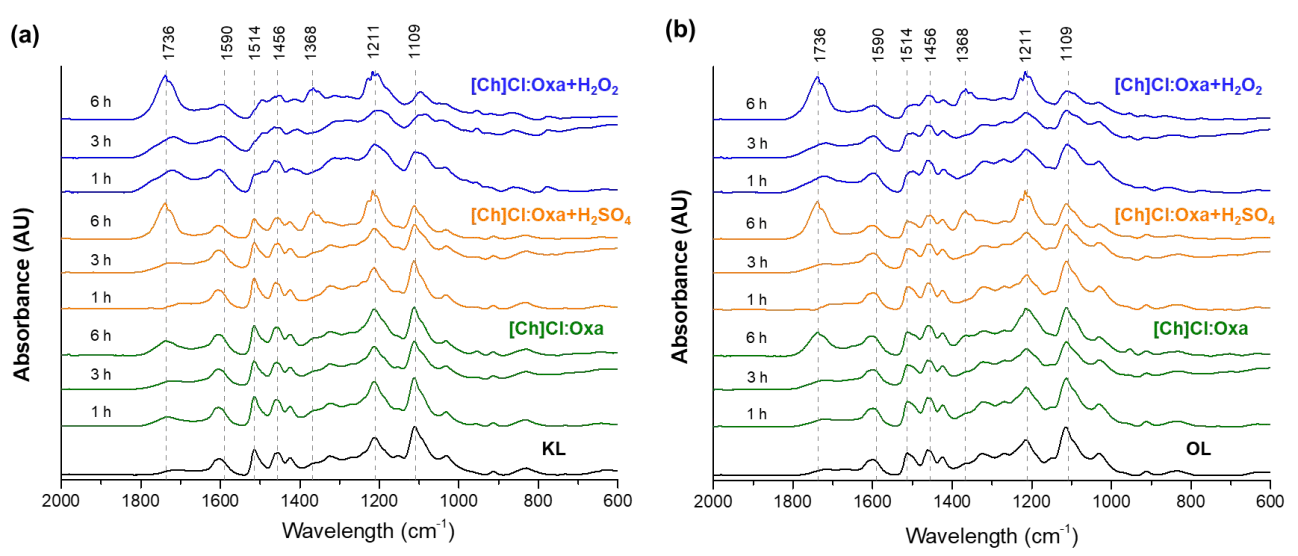 (a)
1736 1590 1514 1456 1368 1211 1109
[Ch]Cl:Oxa+H₂O₂
6 h
3 h
1 h
[Ch]Cl:Oxa+H₂SO₄
6 h
3 h
1 h
[Ch]Cl:Oxa
6 h
3 h
1 h
KL
2000 1800 1600 1400 1200 1000 800 600
Wavelength (cm⁻¹)
Absorbance (AU)
(b)
1736 1590 1514 1456 1368 1211 1109
[Ch]Cl:Oxa+H₂O₂
6 h
3 h
1 h
[Ch]Cl:Oxa+H₂SO₄
6 h
3 h
1 h
[Ch]Cl:Oxa
6 h
3 h
1 h
OL
2000 1800 1600 1400 1200 1000 800 600
Wavelength (cm⁻¹)
Absorbance (AU)